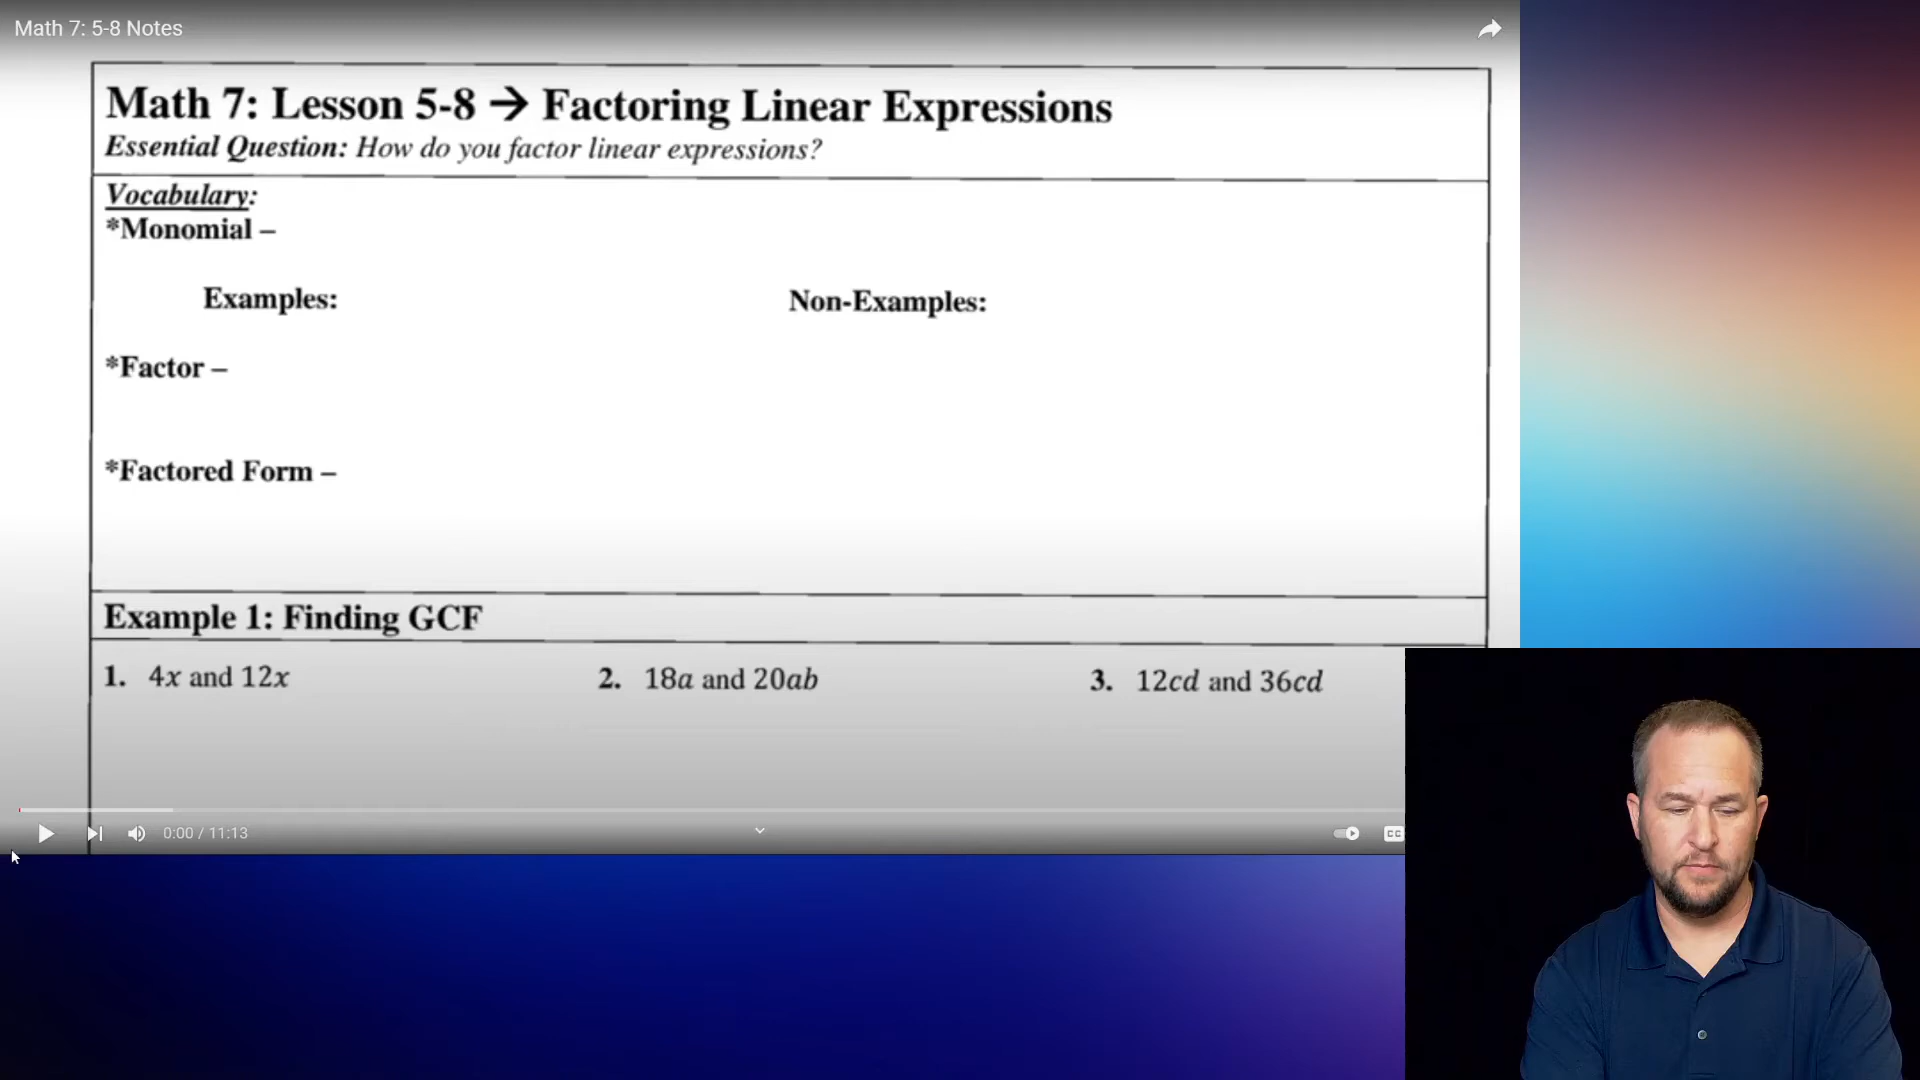 Math 7: 5-8 Notes
Math 7: Lesson 5-8 → Factoring Linear Expressions
Essential Question: How do you factor linear expressions?
Vocabulary:
*Monomial –
Examples: Non-Examples:
*Factor –
*Factored Form –
Example 1: Finding GCF
1. 4x and 12x 2. 18a and 20ab 3. 12cd and 36cd
0:00 / 11:13 CC